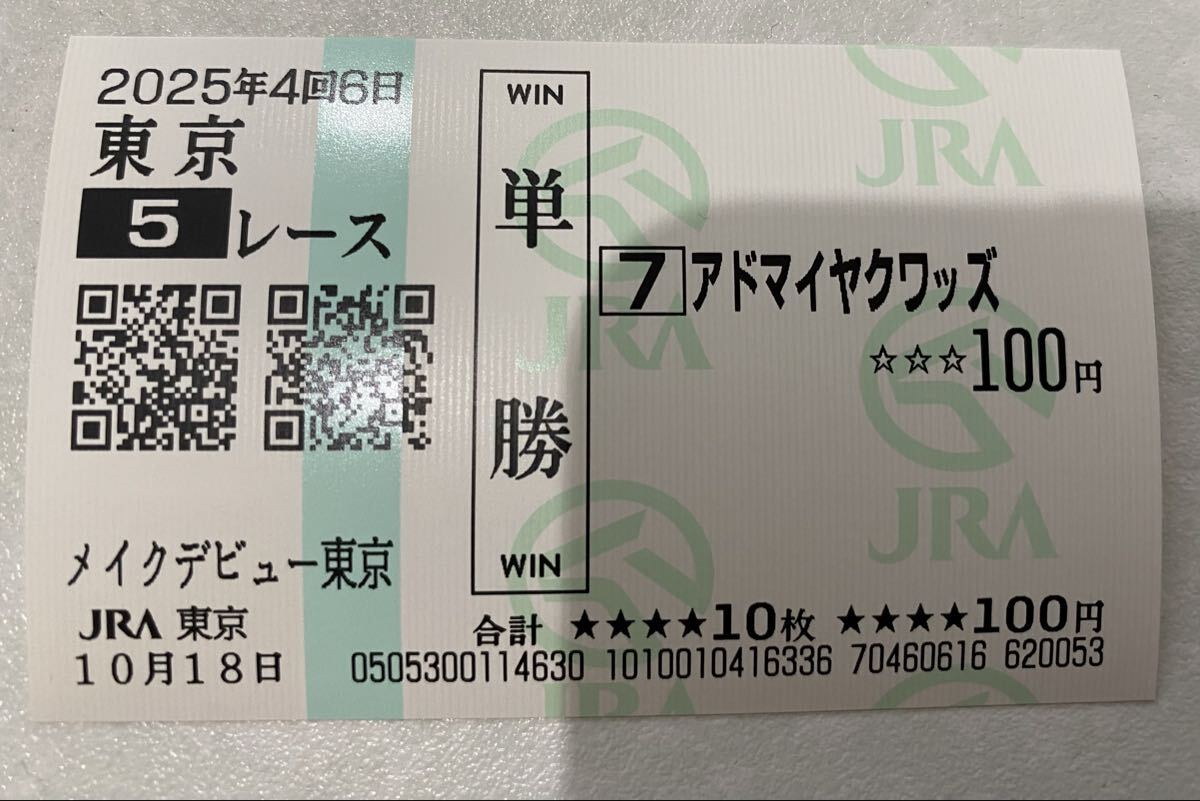 2025年4回6日
東京
5レース
メイクデビュー東京
JRA 東京
10月18日
WIN
単勝
WIN
7アドマイヤクワッズ
☆☆☆100円
合計 ★★★★10枚 ★★★★100円
0505300114630 1010010416336 70460616 620053
JRA
JRA
JRA
JRA